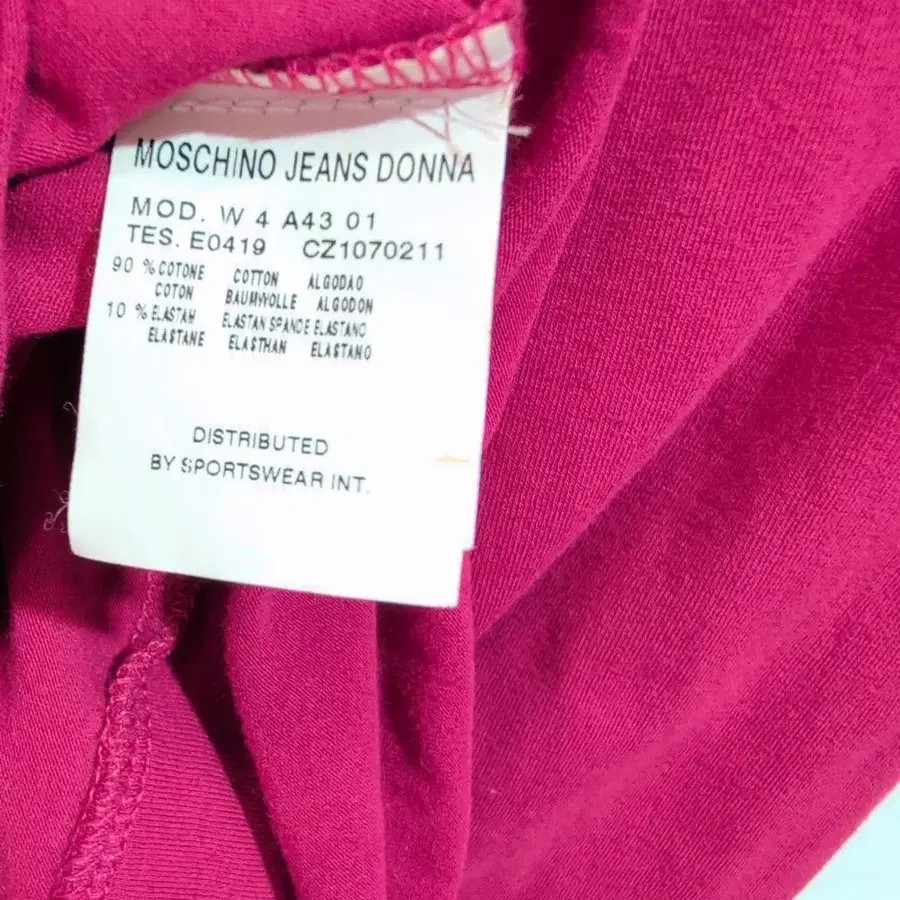 MOSCHINO JEANS DONNA
MOD. W 4 A43 01
TES. E0419 CZ1070211
90 % COTONE COTTON ALGODAO
COTON BAUMWOLLE ALGODON
10 % ELASTAM ELASTAN SPANDE ELASTANO
ELASTANE ELASTHAN ELASTANO
DISTRIBUTED
BY SPORTSWEAR INT.